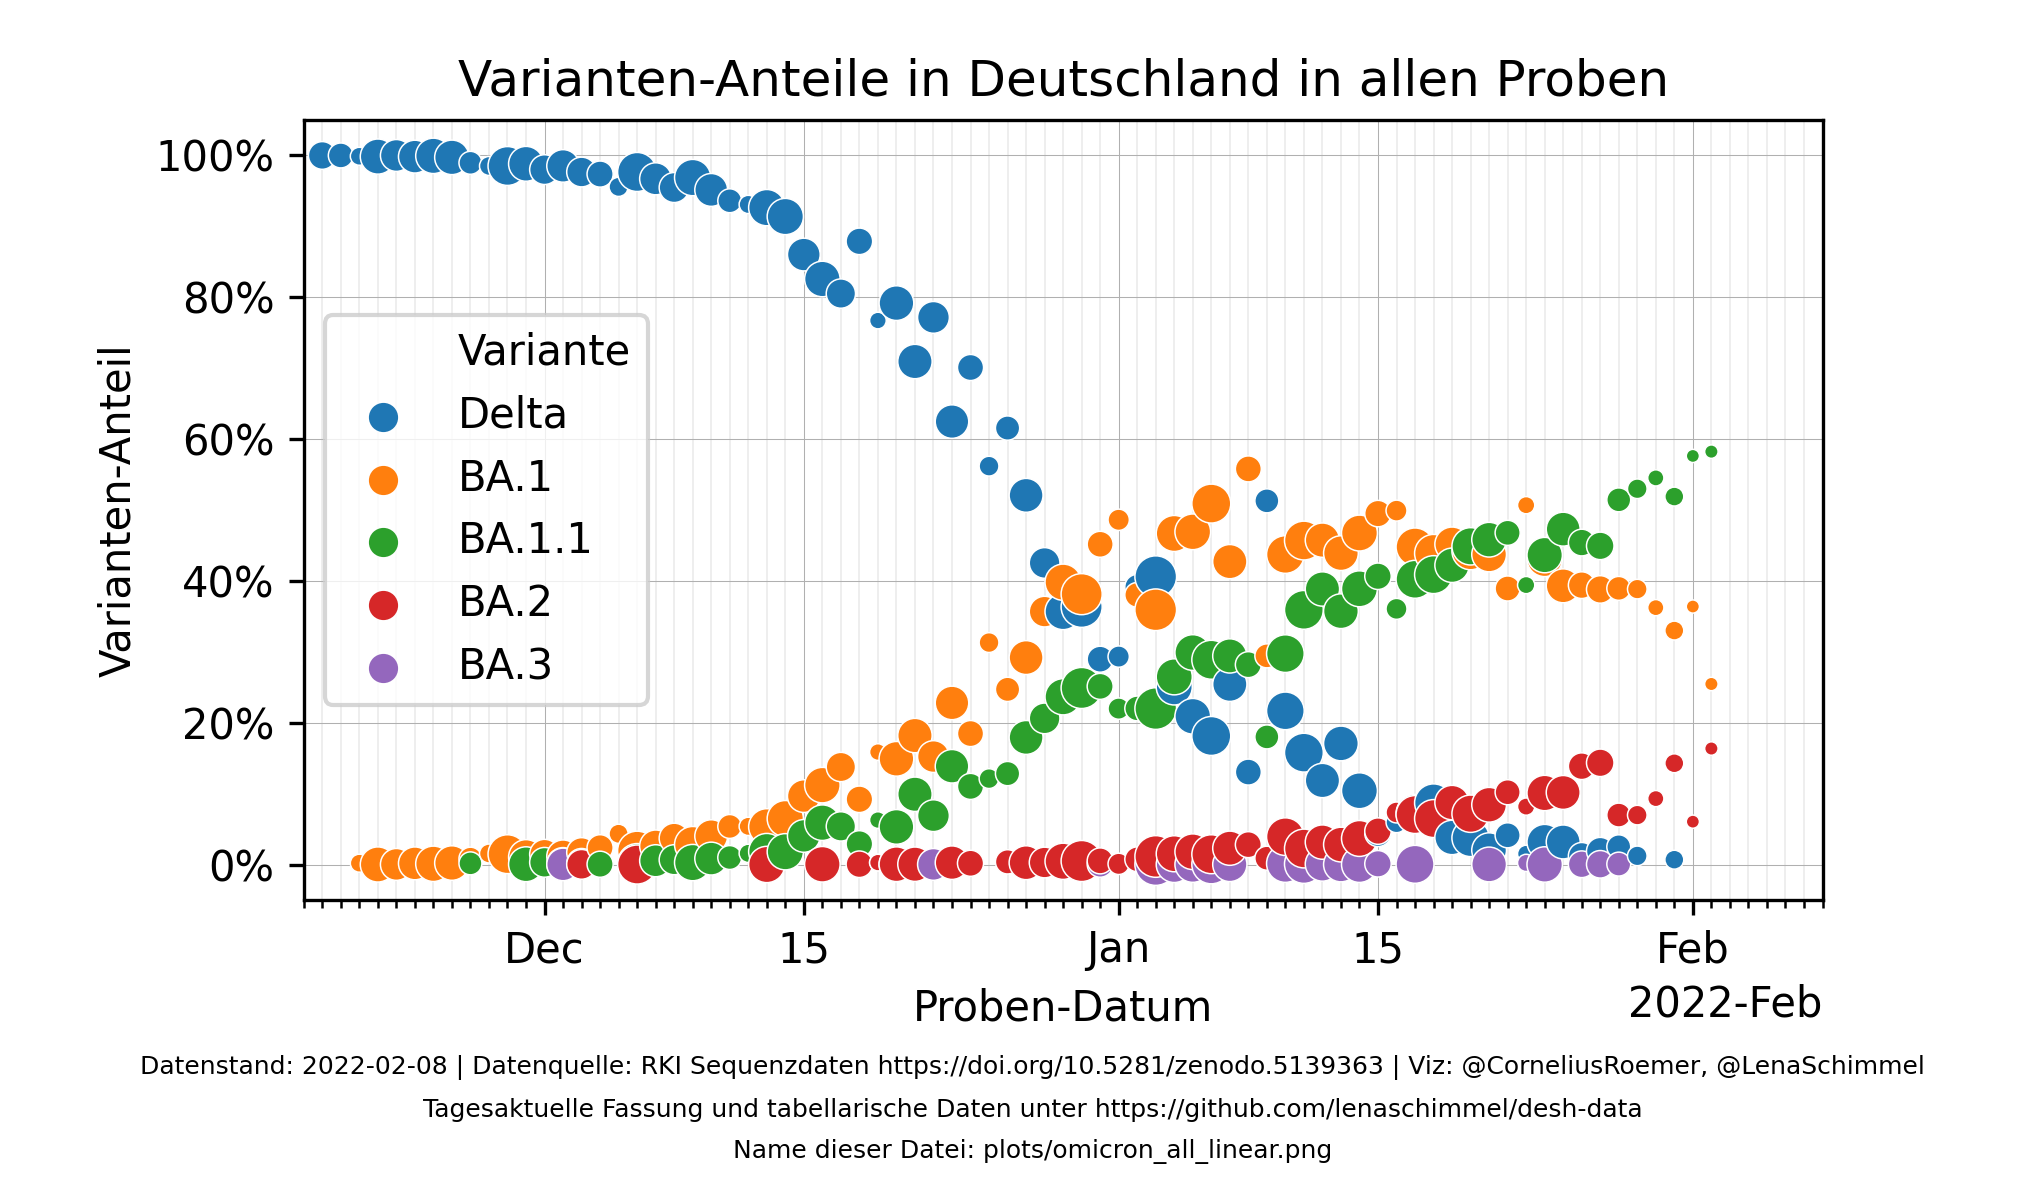 Varianten-Anteile in Deutschland in allen Proben
100%
80%
60%
40%
20%
0%
Varianten-Anteil
Variante
Delta
BA.1
BA.1.1
BA.2
BA.3
Dec 15 Jan 15 Feb
Proben-Datum 2022-Feb
Datenstand: 2022-02-08 | Datenquelle: RKI Sequenzdaten https://doi.org/10.5281/zenodo.5139363 | Viz: @CorneliusRoemer, @LenaSchimmel
Tagesaktuelle Fassung und tabellarische Daten unter https://github.com/lenaschimmel/desh-data
Name dieser Datei: plots/omicron_all_linear.png